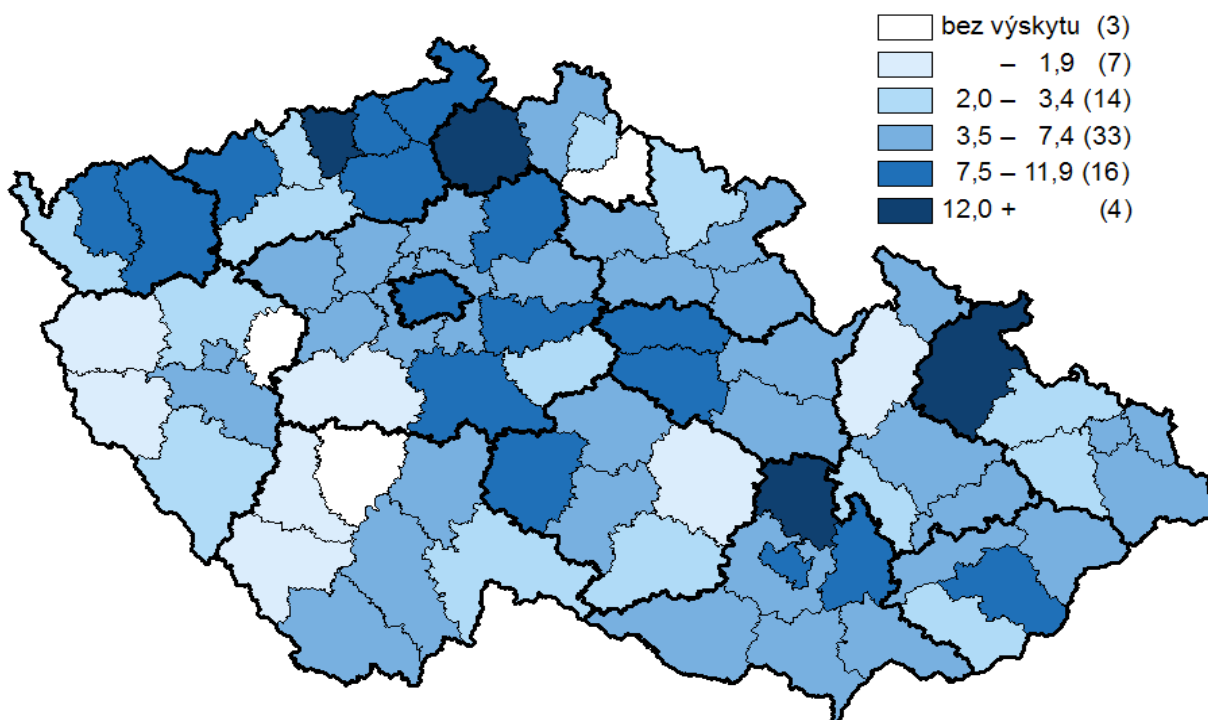 bez výskytu (3)
– 1,9 (7)
2,0 – 3,4 (14)
3,5 – 7,4 (33)
7,5 – 11,9 (16)
12,0 + (4)